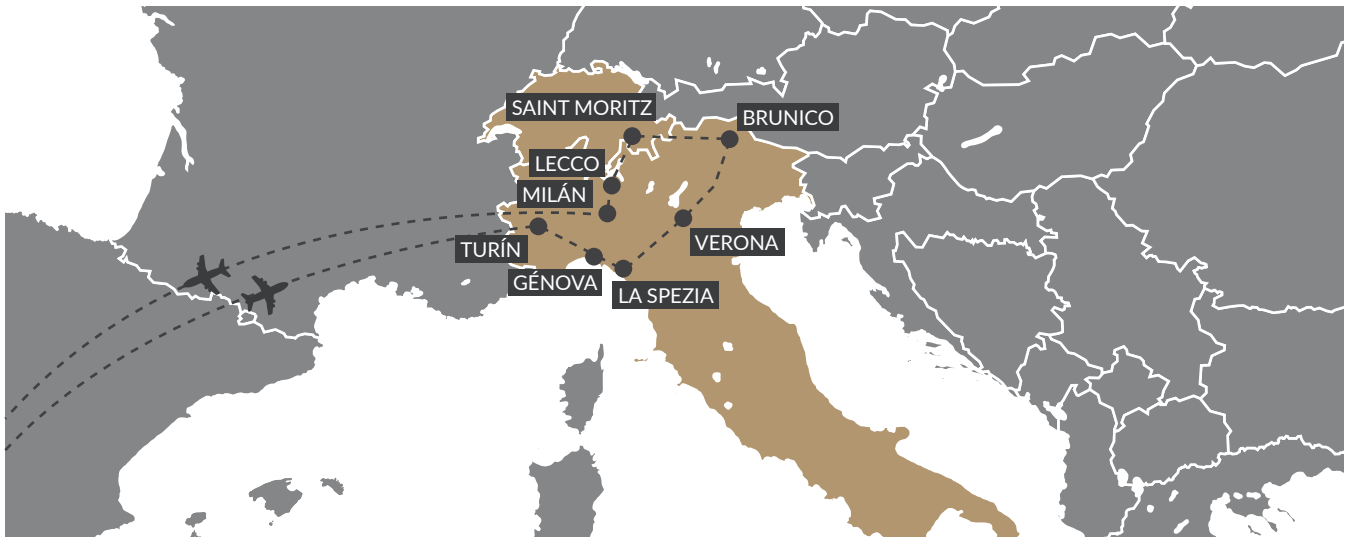 SAINT MORITZ
BRUNICO
LECCO
MILÁN
TURÍN
VERONA
GÉNOVA
LA SPEZIA